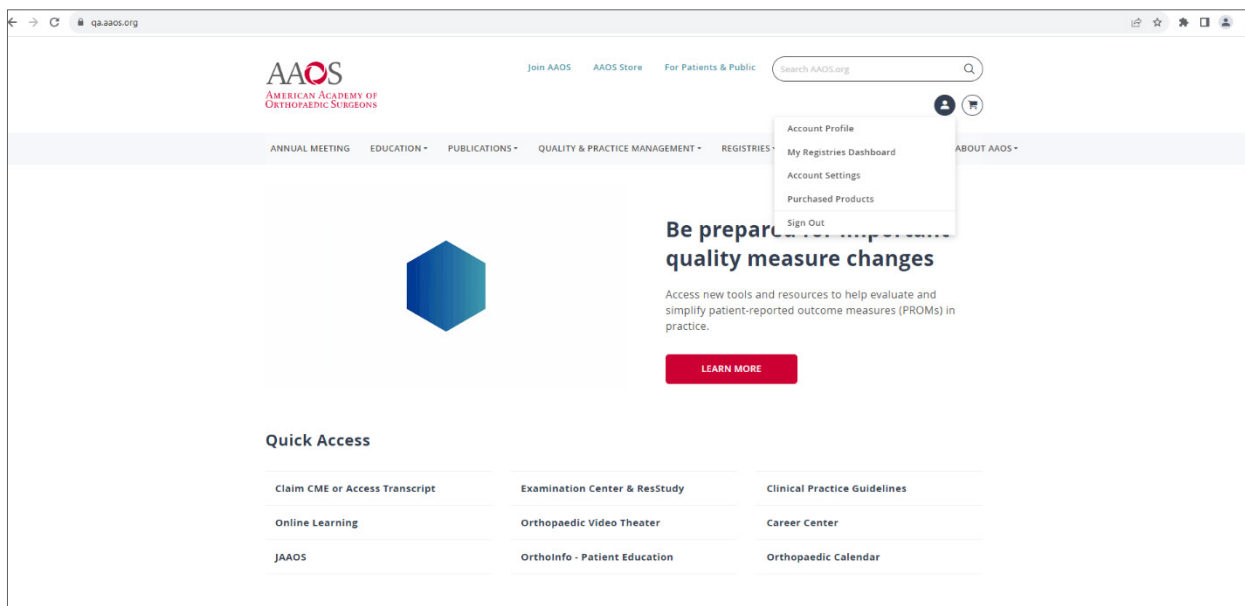 qa.aaos.org
AAOS
AMERICAN ACADEMY OF
ORTHOPAEDIC SURGEONS
Join AAOS AAOS Store For Patients & Public Search AAOS.org
Account Profile
My Registries Dashboard
Account Settings
Purchased Products
Sign Out
ANNUAL MEETING EDUCATION PUBLICATIONS QUALITY & PRACTICE MANAGEMENT REGISTRIES ABOUT AAOS
Be prepared for important
quality measure changes
Access new tools and resources to help evaluate and
simplify patient-reported outcome measures (PROMs) in
practice.
LEARN MORE
Quick Access
Claim CME or Access Transcript Examination Center & ResStudy Clinical Practice Guidelines
Online Learning Orthopaedic Video Theater Career Center
JAAOS OrthoInfo - Patient Education Orthopaedic Calendar